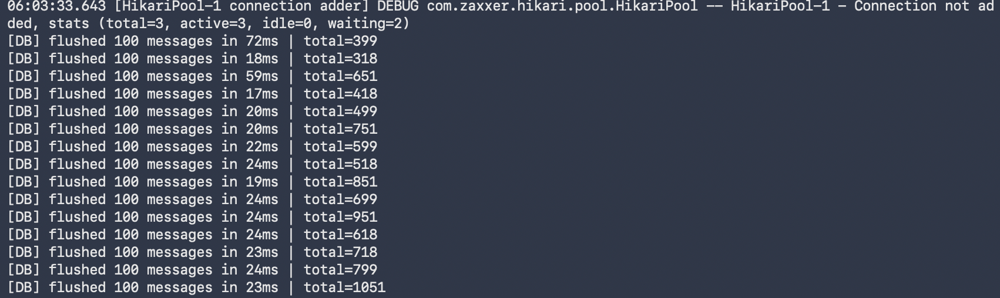 06:03:33.643 [HikariPool-1 connection adder] DEBUG com.zaxxer.hikari.pool.HikariPool -- HikariPool-1 - Connection not ad
ded, stats (total=3, active=3, idle=0, waiting=2)
[DB] flushed 100 messages in 72ms | total=399
[DB] flushed 100 messages in 18ms | total=318
[DB] flushed 100 messages in 59ms | total=651
[DB] flushed 100 messages in 17ms | total=418
[DB] flushed 100 messages in 20ms | total=499
[DB] flushed 100 messages in 20ms | total=751
[DB] flushed 100 messages in 22ms | total=599
[DB] flushed 100 messages in 24ms | total=518
[DB] flushed 100 messages in 19ms | total=851
[DB] flushed 100 messages in 24ms | total=699
[DB] flushed 100 messages in 24ms | total=951
[DB] flushed 100 messages in 24ms | total=618
[DB] flushed 100 messages in 23ms | total=718
[DB] flushed 100 messages in 24ms | total=799
[DB] flushed 100 messages in 23ms | total=1051